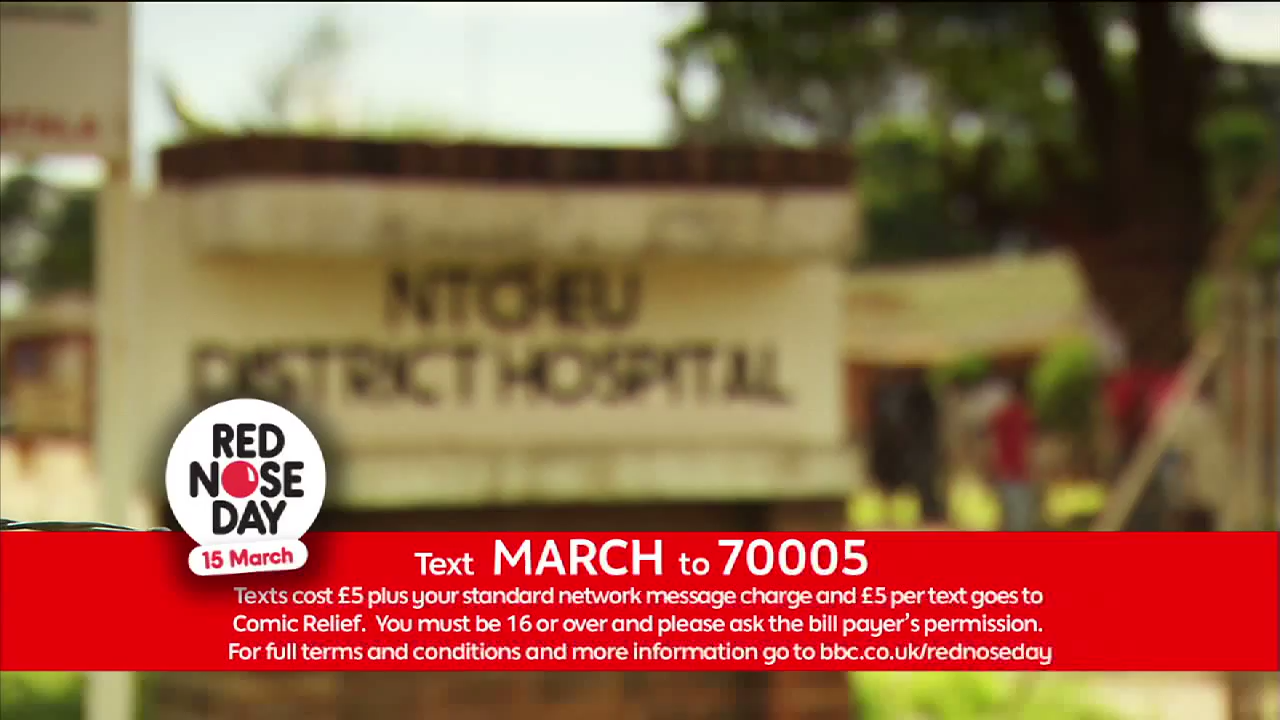 NTCHEU
DISTRICT HOSPITAL
RED
NOSE
DAY
15 March
Text MARCH to 70005
Texts cost £5 plus your standard network message charge and £5 per text goes to
Comic Relief. You must be 16 or over and please ask the bill payer's permission.
For full terms and conditions and more information go to bbc.co.uk/rednoseday